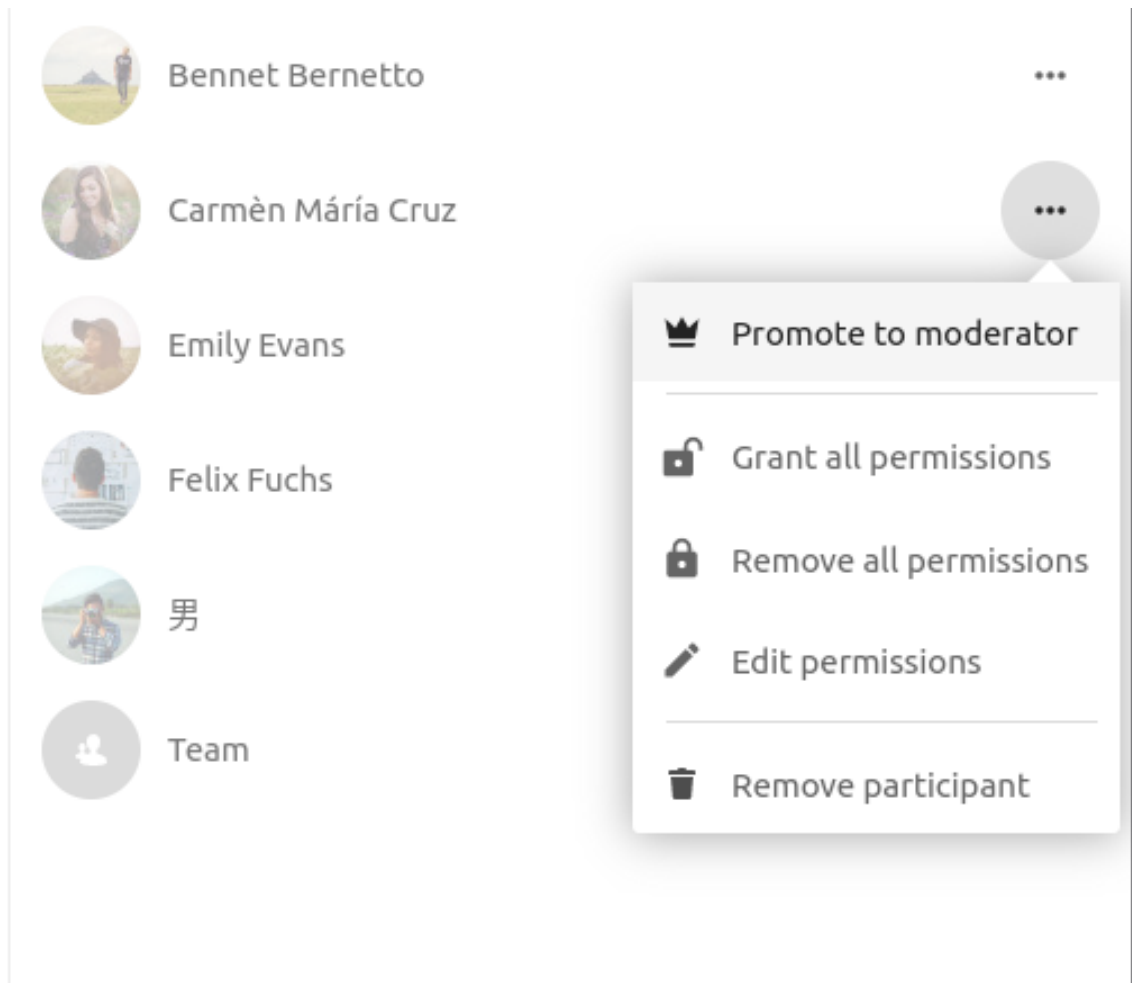 Bennet Bernetto
Carmèn Máría Cruz
Promote to moderator
Emily Evans
Grant all permissions
Felix Fuchs
Remove all permissions
男
Edit permissions
Team
Remove participant